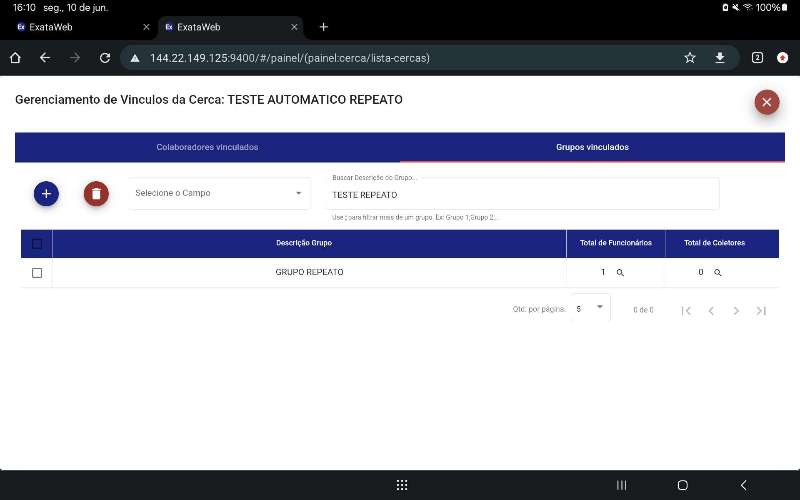 16:10 seg., 10 de jun.
100%
Ex ExataWeb
Ex ExataWeb
144.22.149.125:9400/#/painel/(painel:cerca/lista-cercas)
2
Gerenciamento de Vinculos da Cerca: TESTE AUTOMATICO REPEATO
Colaboradores vinculados
Grupos vinculados
Selecione o Campo
Buscar Descrição do Grupo...
TESTE REPEATO
Use ; para filtrar mais de um grupo. Ex: Grupo 1;Grupo 2...
Descrição Grupo
Total de Funcionários
Total de Coletores
GRUPO REPEATO
1
0
Qtd. por página:
5
0 de 0